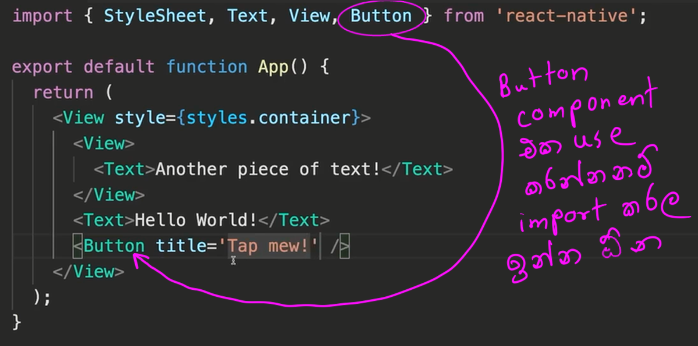 import { StyleSheet, Text, View, Button } from 'react-native';
export default function App() {
return (
<View style={styles.container}>
<View>
<Text>Another piece of text!</Text>
</View>
<Text>Hello World!</Text>
<Button title='Tap mew!' />
</View>
);
}
Button
component
එක use
කරන්නනම්
import කරල
ඉන්න ඕන